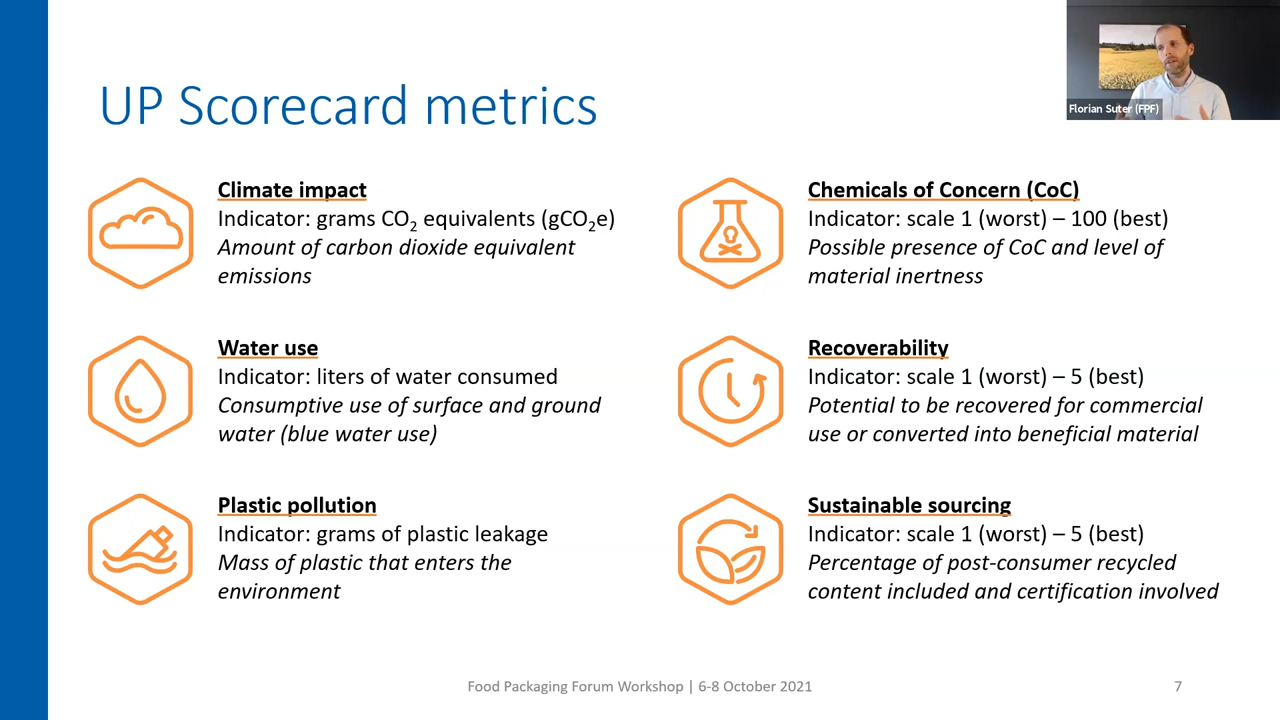 UP Scorecard metrics
Florian Suter (FPF)
Climate impact
Indicator: grams CO₂ equivalents (gCO₂e)
Amount of carbon dioxide equivalent
emissions
Water use
Indicator: liters of water consumed
Consumptive use of surface and ground
water (blue water use)
Plastic pollution
Indicator: grams of plastic leakage
Mass of plastic that enters the
environment
Chemicals of Concern (CoC)
Indicator: scale 1 (worst) – 100 (best)
Possible presence of CoC and level of
material inertness
Recoverability
Indicator: scale 1 (worst) – 5 (best)
Potential to be recovered for commercial
use or converted into beneficial material
Sustainable sourcing
Indicator: scale 1 (worst) – 5 (best)
Percentage of post-consumer recycled
content included and certification involved
Food Packaging Forum Workshop | 6-8 October 2021
7